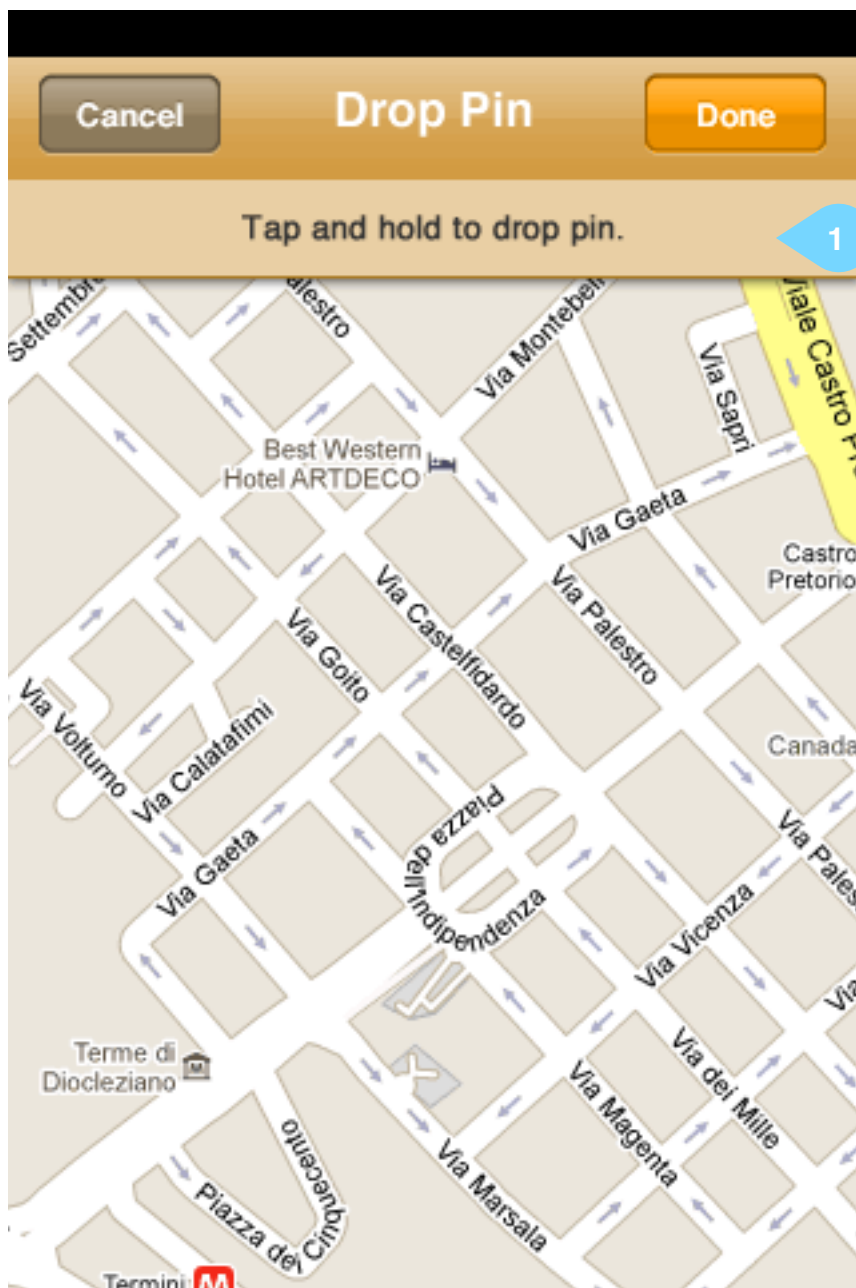 Cancel
Drop Pin
Done
Tap and hold to drop pin.
1
Settembre
Palestro
Via Montebello
Viale Castro Pr
Via Sapri
Best Western
Hotel ARTDECO
Via Gaeta
Castro
Pretorio
Via Castelfidardo
Via Palestro
Via Goito
Via Volturno
Via Calatafimi
Canada
Piazza dell'Indipendenza
Via Gaeta
Via Pales
Via Vicenza
Via
Terme di
Diocleziano
M
Via dei Mille
Via Magenta
Piazza dei Cinquecento
Via Marsala
Termini M